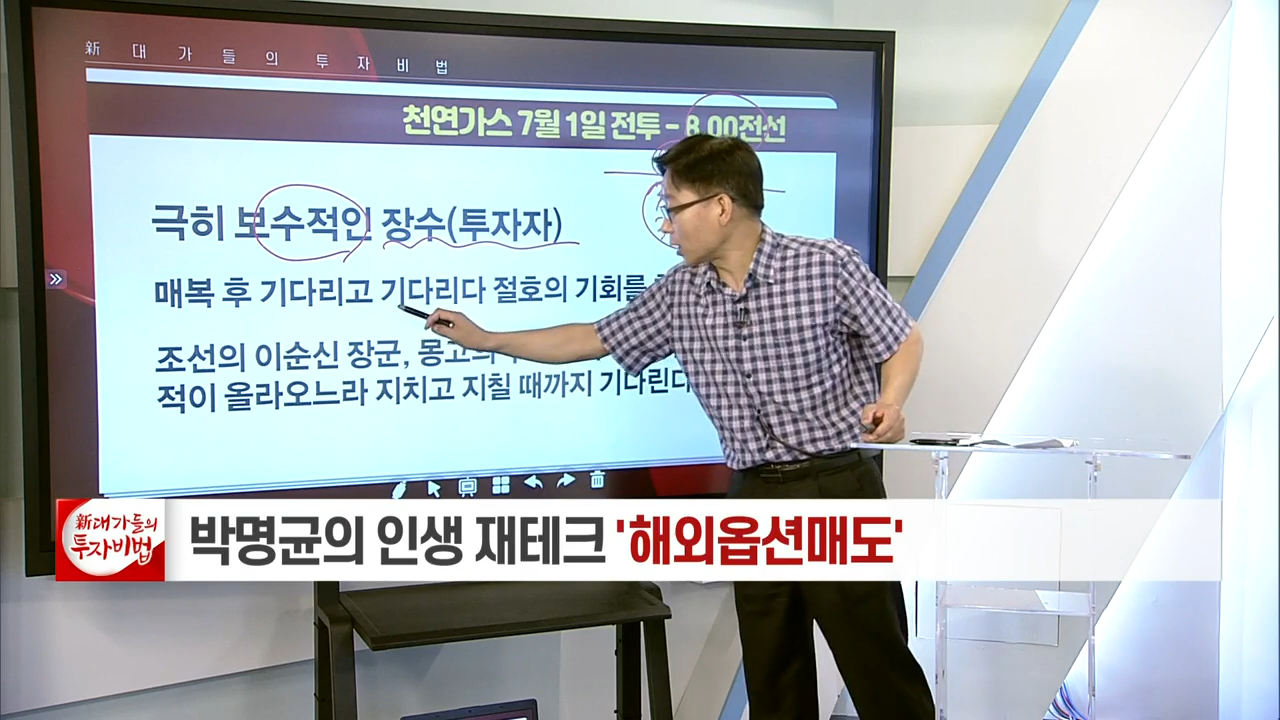 新 대 가 들 의 투 자 비 법
천연가스 7월 1일 전투 - 8.00전선
극히 보수적인 장수(투자자)
매복 후 기다리고 기다리다 절호의 기회를
조선의 이순신 장군, 몽고의
적이 올라오느라 지치고 지칠 때까지 기다린다
新대가들의
투자비법
박명균의 인생 재테크 '해외옵션매도'